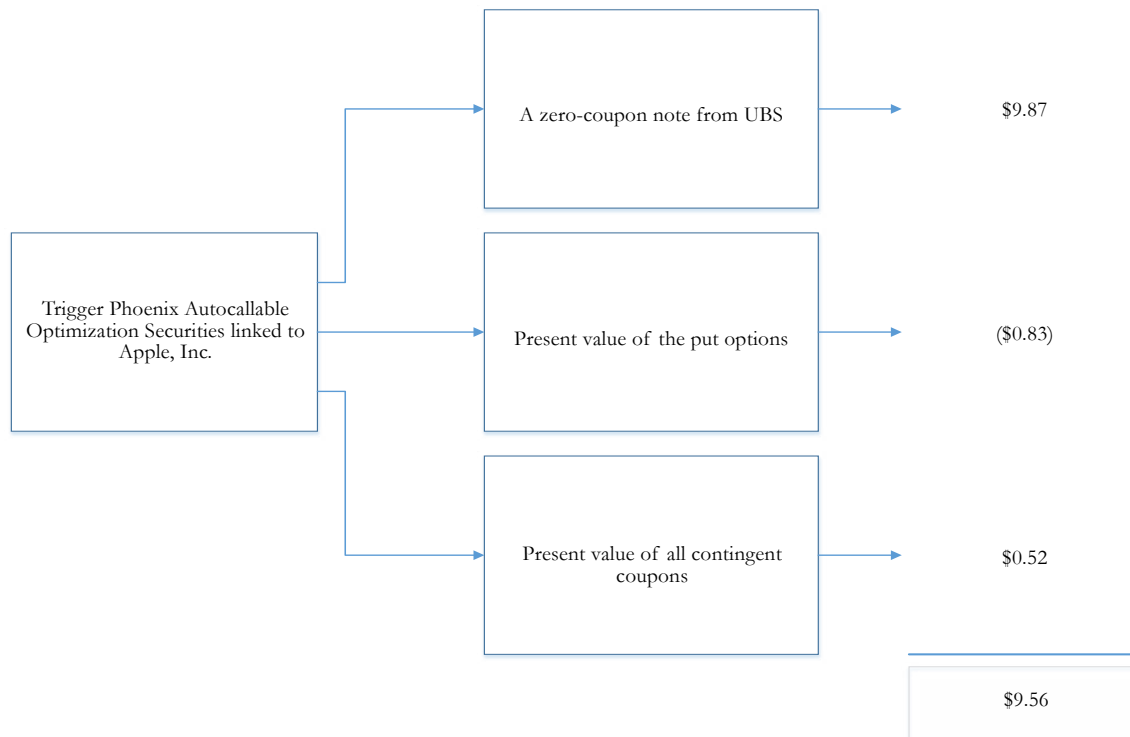 A zero-coupon note from UBS
$9.87
Trigger Phoenix Autocallable
Optimization Securities linked to
Apple, Inc.
Present value of the put options
($0.83)
Present value of all contingent
coupons
$0.52
$9.56